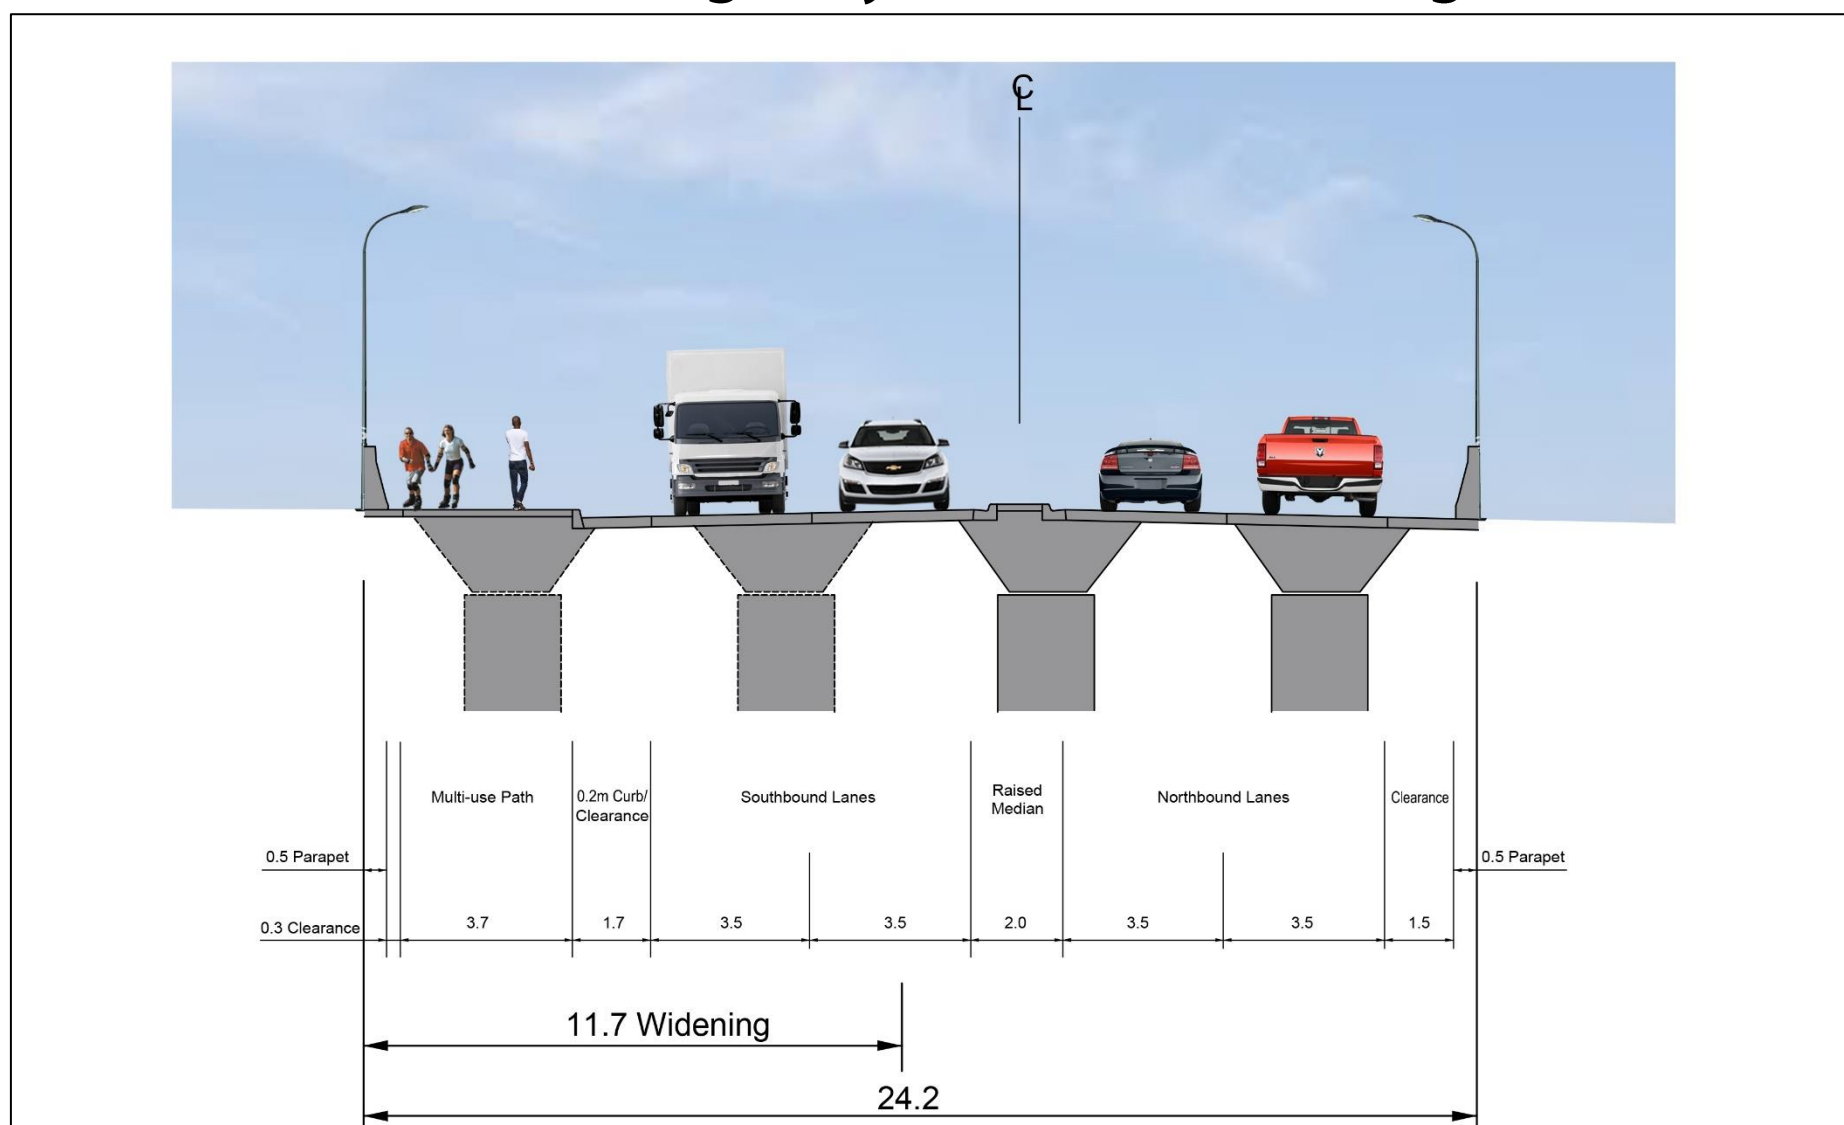 CL
Multi-use Path
0.2m Curb/
Clearance
Southbound Lanes
Raised
Median
Northbound Lanes
Clearance
0.5 Parapet
0.5 Parapet
0.3 Clearance
3.7
1.7
3.5
3.5
2.0
3.5
3.5
1.5
11.7 Widening
24.2